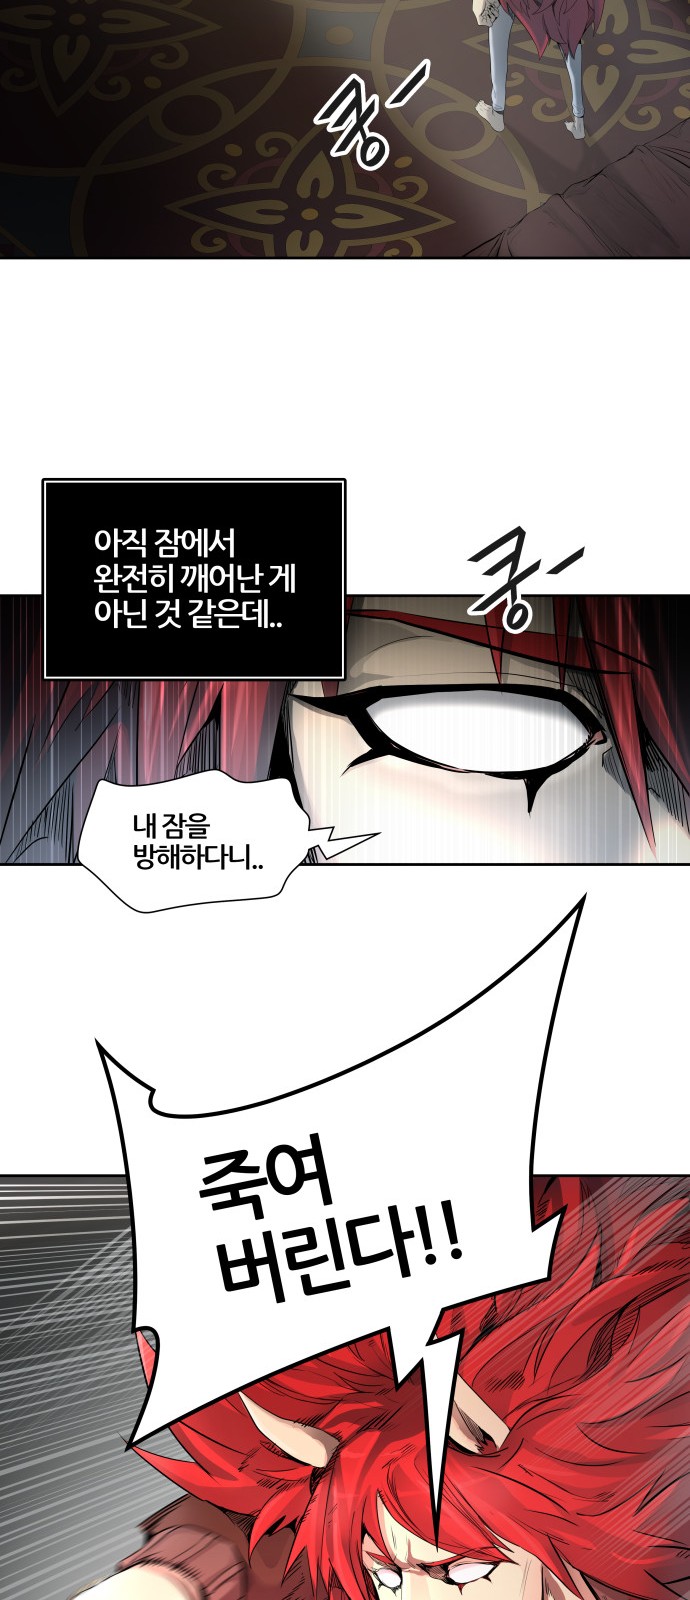 쿵
아직 잠에서
완전히 깨어난 게
아닌 것 같은데..
쿵
내 잠을
방해하다니..
죽여
버린다!!